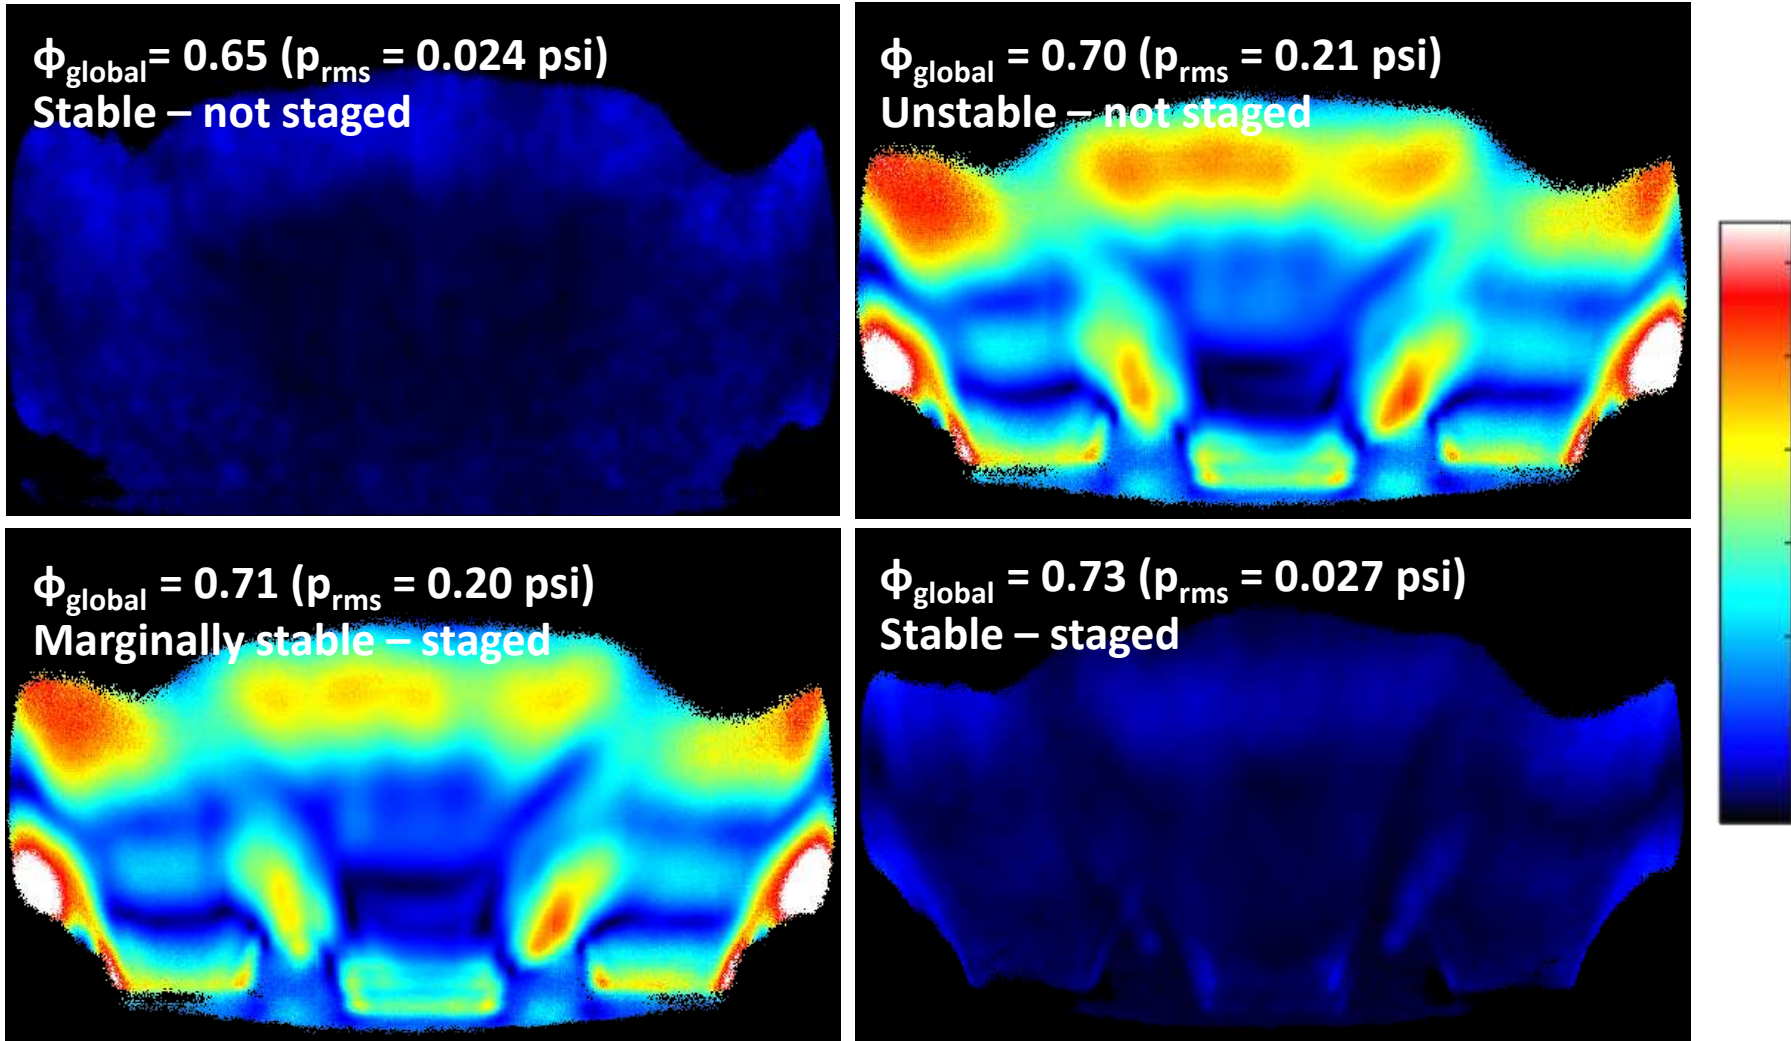 ϕglobal= 0.65 (prms = 0.024 psi)
Stable – not staged
ϕglobal = 0.70 (prms = 0.21 psi)
Unstable – not staged
ϕglobal = 0.71 (prms = 0.20 psi)
Marginally stable – staged
ϕglobal = 0.73 (prms = 0.027 psi)
Stable – staged